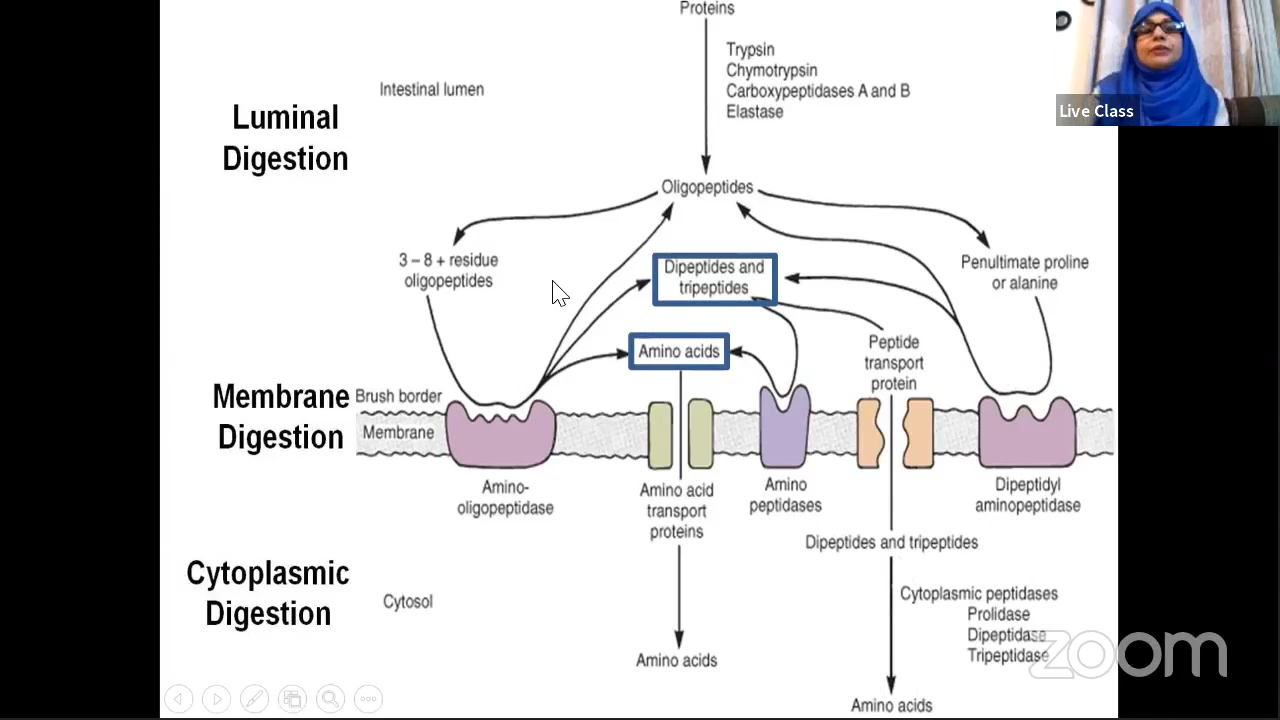 Proteins
Trypsin
Chymotrypsin
Carboxypeptidases A and B
Elastase
Intestinal lumen
Luminal
Digestion
Live Class
Oligopeptides
3 – 8 + residue
oligopeptides
Dipeptides and
tripeptides
Penultimate proline
or alanine
Amino acids
Peptide
transport
protein
Membrane
Digestion
Brush border
Membrane
Amino-
oligopeptidase
Amino acid
transport
proteins
Amino
peptidases
Dipeptidyl
aminopeptidase
Dipeptides and tripeptides
Cytoplasmic
Digestion
Cytosol
Cytoplasmic peptidases
Prolidase
Dipeptidase
Tripeptidase
zoom
Amino acids
Amino acids